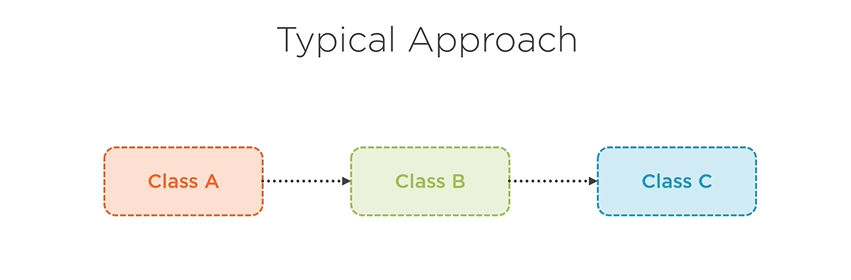 Typical Approach
Class A
Class B
Class C